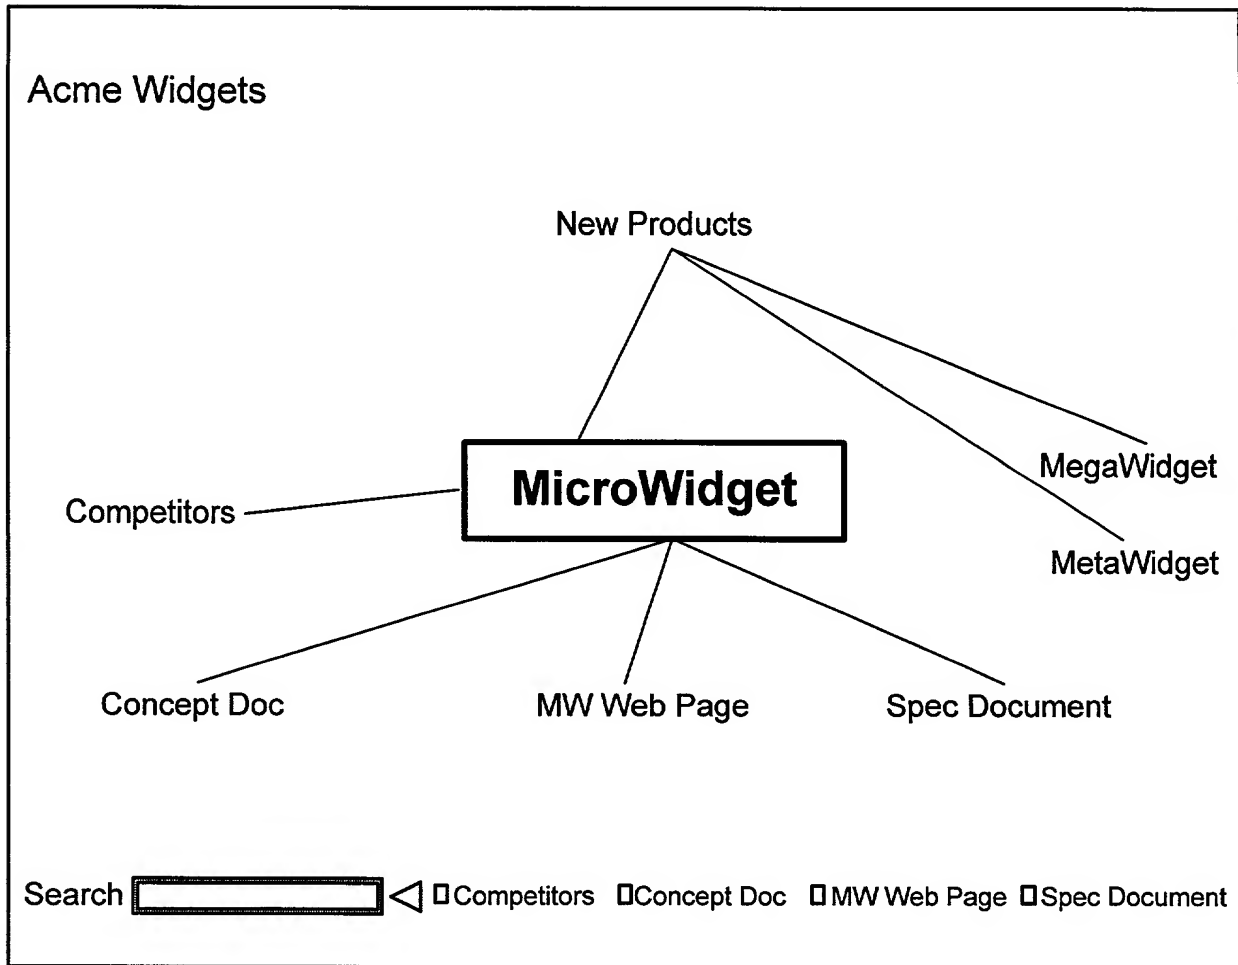 Acme Widgets
New Products
MegaWidget
MicroWidget
Competitors
MetaWidget
Concept Doc
MW Web Page
Spec Document
Search
Competitors
Concept Doc
MW Web Page
Spec Document